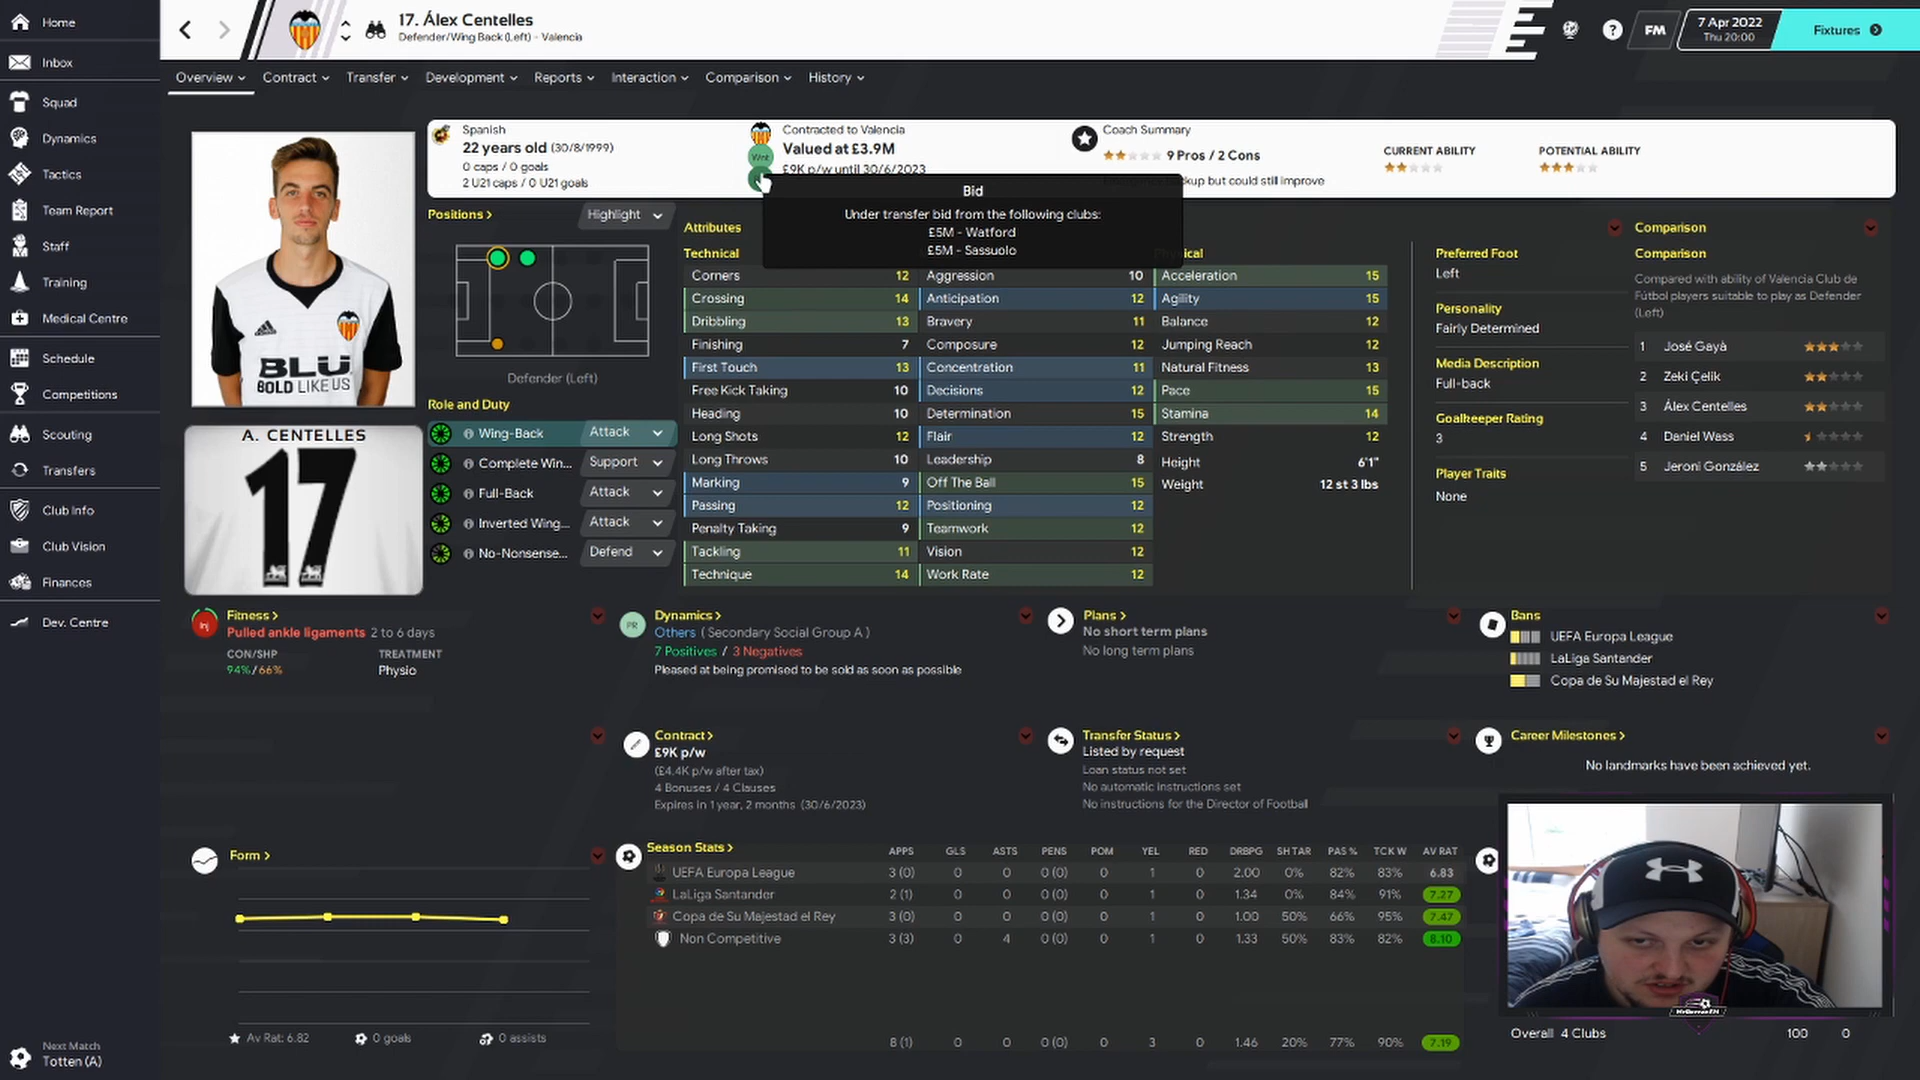 Home
Inbox
Squad
Dynamics
Tactics
Team Report
Staff
Training
Medical Centre
Schedule
Competitions
Scouting
Transfers
Club Info
Club Vision
Finances
Dev. Centre
Next Match
Totten (A)
17. Álex Centelles
Defender/Wing Back (Left) - Valencia
FM
7 Apr 2022
Thu 20:00
Fixtures
Overview
Contract
Transfer
Development
Reports
Interaction
Comparison
History
Spanish
22 years old (30/8/1999)
0 caps / 0 goals
2 U21 caps / 0 U21 goals
Contracted to Valencia
Wnt
Valued at £3.9M
£9K p/w until 30/6/2023
Coach Summary
9 Pros / 2 Cons
backup but could still improve
CURRENT ABILITY
POTENTIAL ABILITY
Bid
Under transfer bid from the following clubs:
£5M - Watford
£5M - Sassuolo
BLU
BOLD LIKE US
A. CENTELLES
17
Positions
Highlight
Defender (Left)
Role and Duty
Wing-Back Attack
Complete Win... Support
Full-Back Attack
Inverted Wing... Attack
No-Nonsense... Defend
Attributes
Technical
Corners 12
Crossing 14
Dribbling 13
Finishing 7
First Touch 13
Free Kick Taking 10
Heading 10
Long Shots 12
Long Throws 10
Marking 9
Passing 12
Penalty Taking 9
Tackling 11
Technique 14
Aggression 10
Anticipation 12
Bravery 11
Composure 12
Concentration 11
Decisions 12
Determination 15
Flair 12
Leadership 8
Off The Ball 15
Positioning 12
Teamwork 12
Vision 12
Work Rate 12
Acceleration 15
Agility 15
Balance 12
Jumping Reach 12
Natural Fitness 13
Pace 15
Stamina 14
Strength 12
Height 6'1"
Weight 12 st 3 lbs
Preferred Foot
Left
Personality
Fairly Determined
Media Description
Full-back
Goalkeeper Rating
3
Player Traits
None
Comparison
Comparison
Compared with ability of Valencia Club de
Fútbol players suitable to play as Defender
(Left)
1 José Gayà
2 Zeki Çelik
3 Álex Centelles
4 Daniel Wass
5 Jeroni González
Fitness
Inj
Pulled ankle ligaments 2 to 6 days
CON/SHP TREATMENT
94%/66% Physio
Dynamics
PR
Others ( Secondary Social Group A )
7 Positives / 3 Negatives
Pleased at being promised to be sold as soon as possible
Plans
No short term plans
No long term plans
Bans
UEFA Europa League
LaLiga Santander
Copa de Su Majestad el Rey
Contract
£9K p/w
(£4.4K p/w after tax)
4 Bonuses / 4 Clauses
Expires in 1 year, 2 months (30/6/2023)
Transfer Status
Listed by request
Loan status not set
No automatic instructions set
No instructions for the Director of Football
Career Milestones
No landmarks have been achieved yet.
Form
Av Rat: 6.82 0 goals 0 assists
Season Stats APPS GLS ASTS PENS POM YEL RED DRBPG SH TAR PAS % TCK W AV RAT
UEFA Europa League 3 (0) 0 0 0 (0) 0 1 0 2.00 0% 82% 83% 6.83
LaLiga Santander 2 (1) 0 0 0 (0) 0 1 0 1.34 0% 84% 91% 7.27
Copa de Su Majestad el Rey 3 (0) 0 0 0 (0) 0 1 0 1.00 50% 66% 95% 7.47
Non Competitive 3 (3) 0 4 0 (0) 0 1 0 1.33 50% 83% 82% 8.10
8 (1) 0 0 0 (0) 0 3 0 1.46 20% 77% 90% 7.19
Overall 4 Clubs 100 0